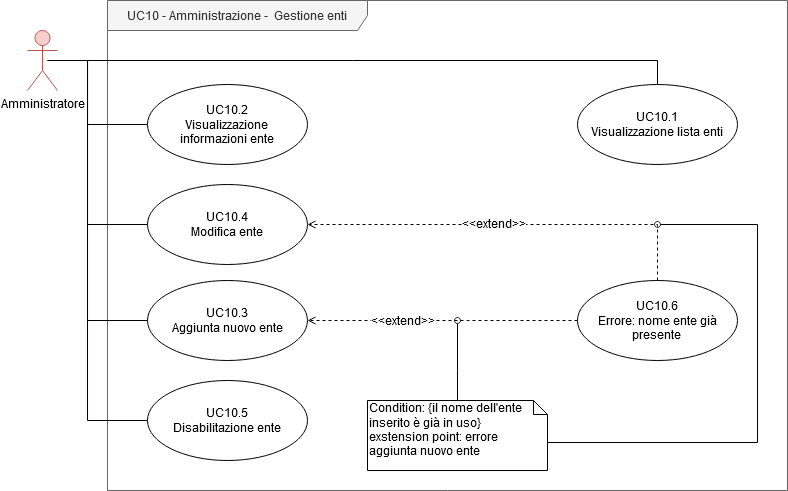 UC10 - Amministrazione - Gestione enti
Amministratore
UC10.2
Visualizzazione
informazioni ente
UC10.1
Visualizzazione lista enti
UC10.4
Modifica ente
<<extend>>
UC10.3
Aggiunta nuovo ente
<<extend>>
UC10.6
Errore: nome ente già
presente
UC10.5
Disabilitazione ente
Condition: {il nome dell'ente
inserito è già in uso}
exstension point: errore
aggiunta nuovo ente